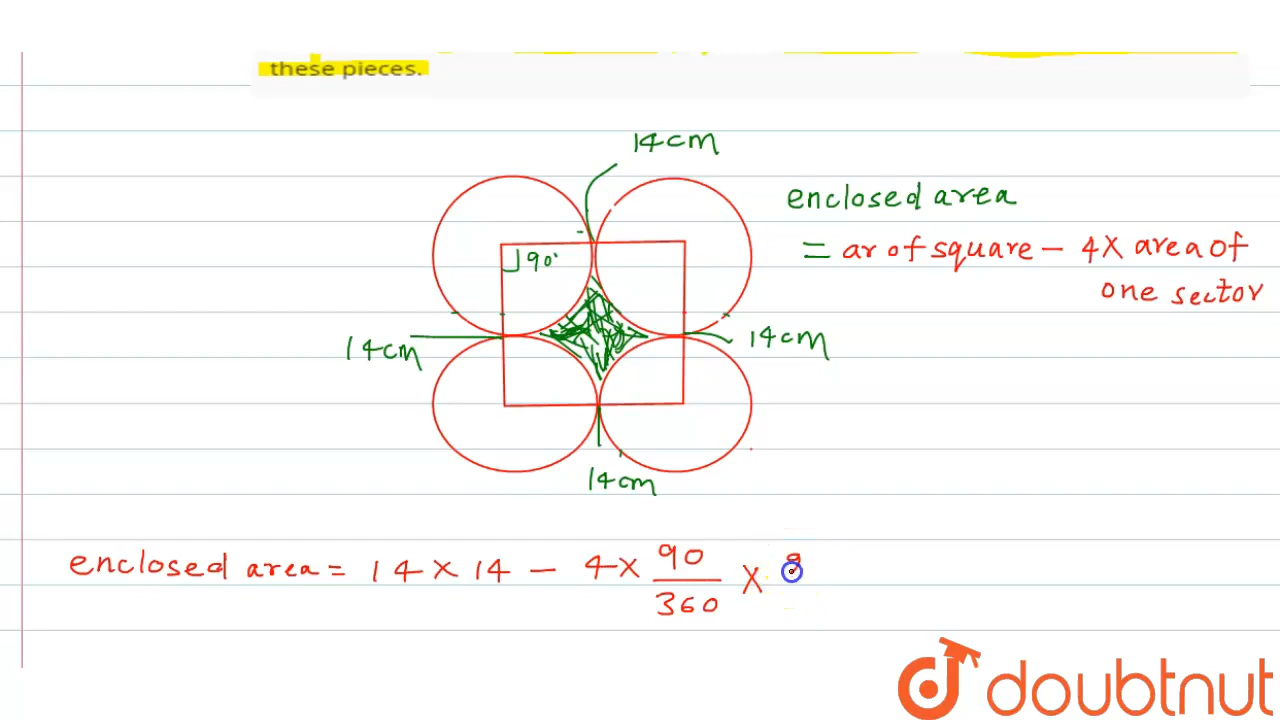 these pieces.
14cm
enclosed area
= ar of square - 4X area of
one sector
90°
14cm
14cm
14cm
enclosed area = 14 X 14 - 4X 90/360 X
doubtnut